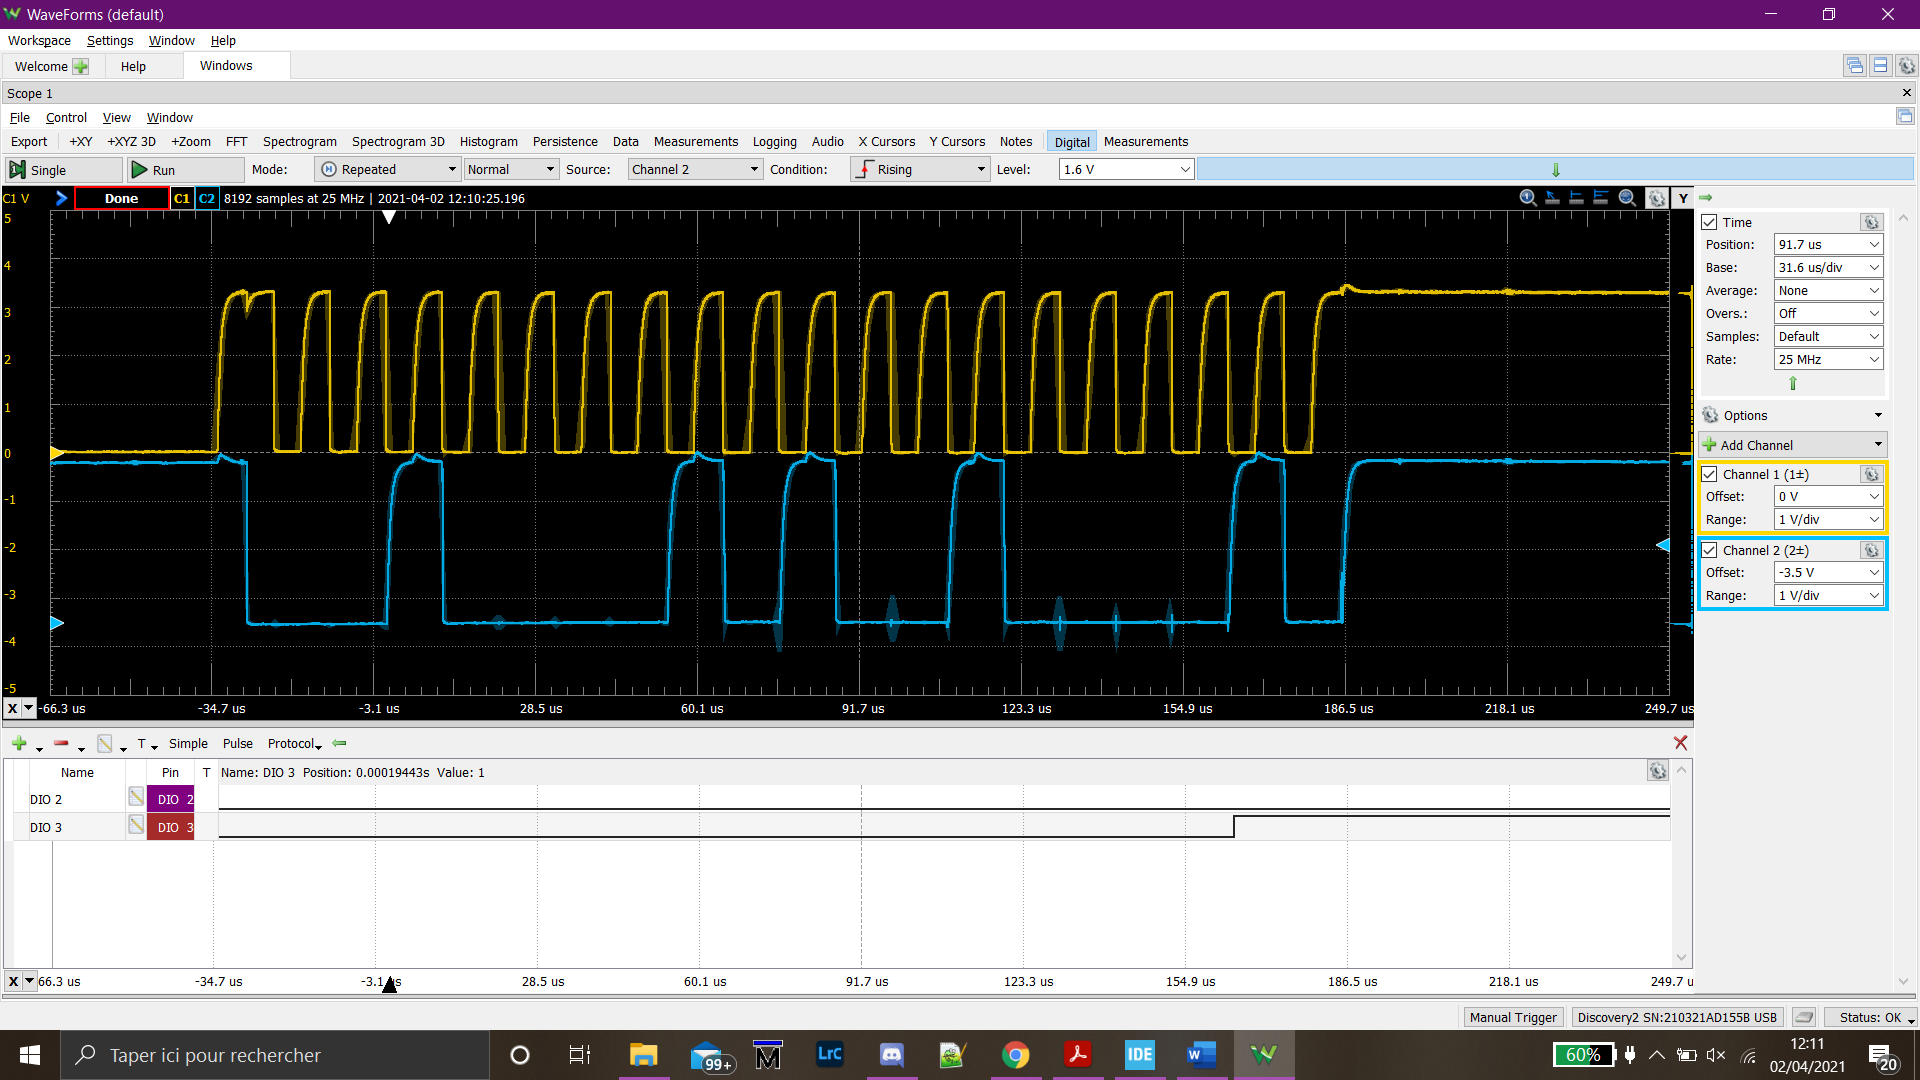 WaveForms (default)
Workspace Settings Window Help
Welcome Help Windows
Scope 1
File Control View Window
Export +XY +XYZ 3D +Zoom FFT Spectrogram Spectrogram 3D Histogram Persistence Data Measurements Logging Audio X Cursors Y Cursors Notes Digital Measurements
Single Run Mode: Repeated Normal Source: Channel 2 Condition: Rising Level: 1.6 V
C1 V Done C1 C2 8192 samples at 25 MHz | 2021-04-02 12:10:25.196 Y
5
4
3
2
1
0
-1
-2
-3
-4
-5
X -66.3 us -34.7 us -3.1 us 28.5 us 60.1 us 91.7 us 123.3 us 154.9 us 186.5 us 218.1 us 249.7 us
Time
Position: 91.7 us
Base: 31.6 us/div
Average: None
Overs.: Off
Samples: Default
Rate: 25 MHz
Options
Add Channel
Channel 1 (1±)
Offset: 0 V
Range: 1 V/div
Channel 2 (2±)
Offset: -3.5 V
Range: 1 V/div
T Simple Pulse Protocol
Name Pin T Name: DIO 3 Position: 0.00019443s Value: 1
DIO 2 DIO 2
DIO 3 DIO 3
X 66.3 us -34.7 us -3.1 us 28.5 us 60.1 us 91.7 us 123.3 us 154.9 us 186.5 us 218.1 us 249.7 u
Manual Trigger Discovery2 SN:210321AD155B USB Status: OK
Taper ici pour rechercher 99+ LrC IDE 60% 12:11 20
02/04/2021